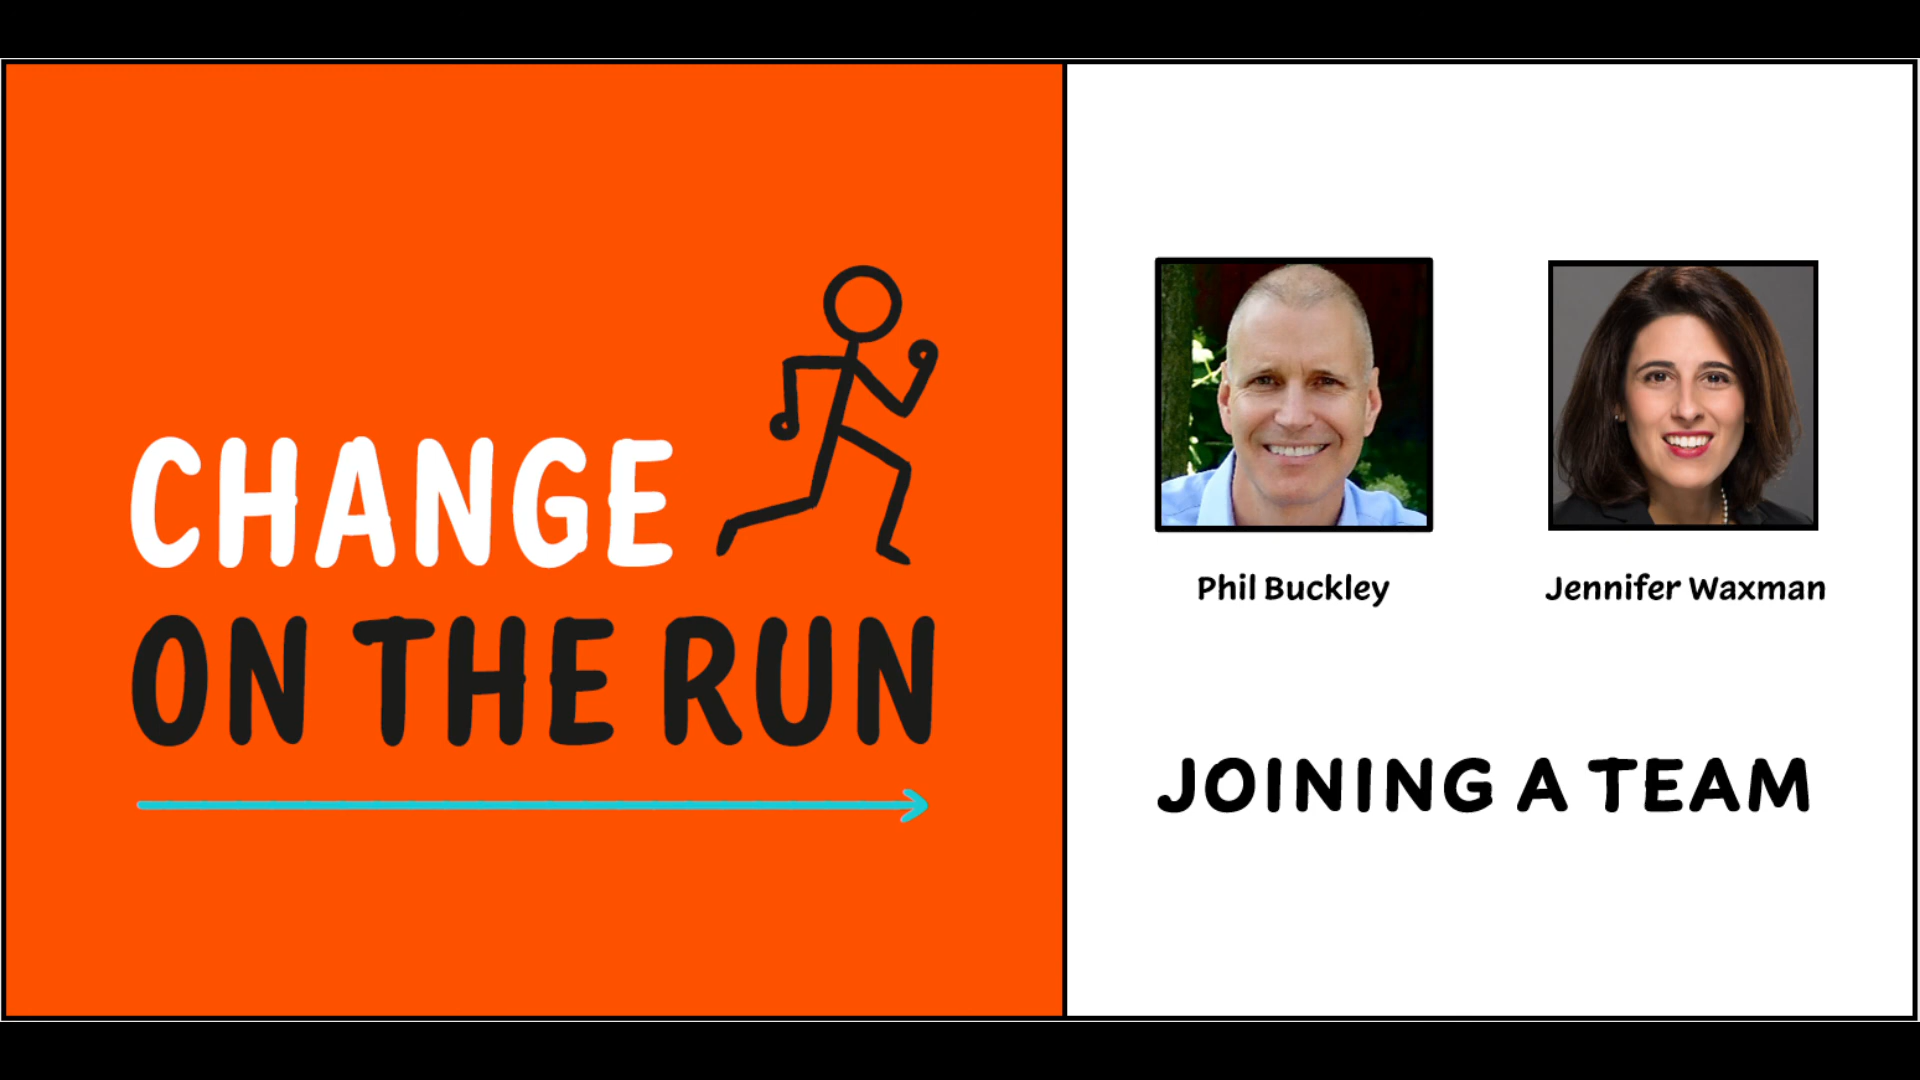 CHANGE
ON THE RUN
Phil Buckley
Jennifer Waxman
JOINING A TEAM